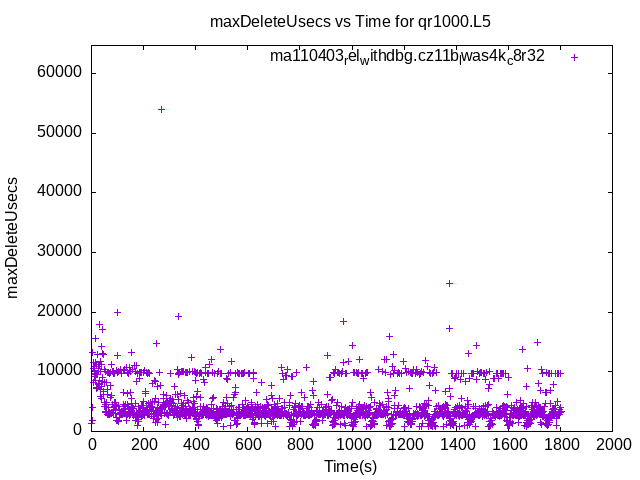 maxDeleteUsecs vs Time for qr1000.L5
ma110403relwithdbg.cz11blwas4kc8r32
60000
50000
40000
30000
20000
10000
0
maxDeleteUsecs
0 200 400 600 800 1000 1200 1400 1600 1800 2000
Time(s)